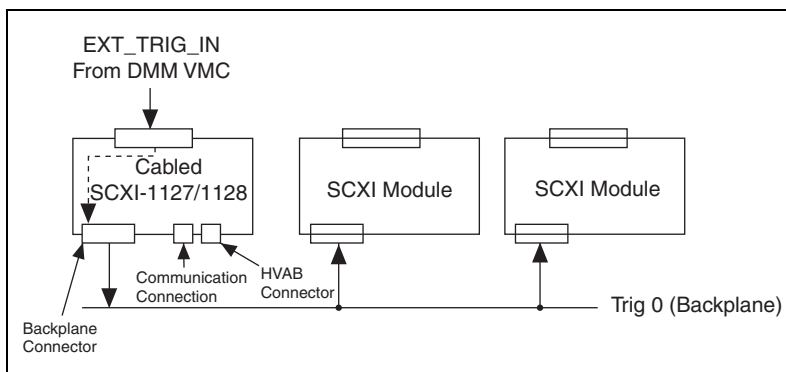 EXT_TRIG_IN
From DMM VMC
Cabled
SCXI-1127/1128
SCXI Module
SCXI Module
Communication
Connection
HVAB
Connector
Backplane
Connector
Trig 0 (Backplane)